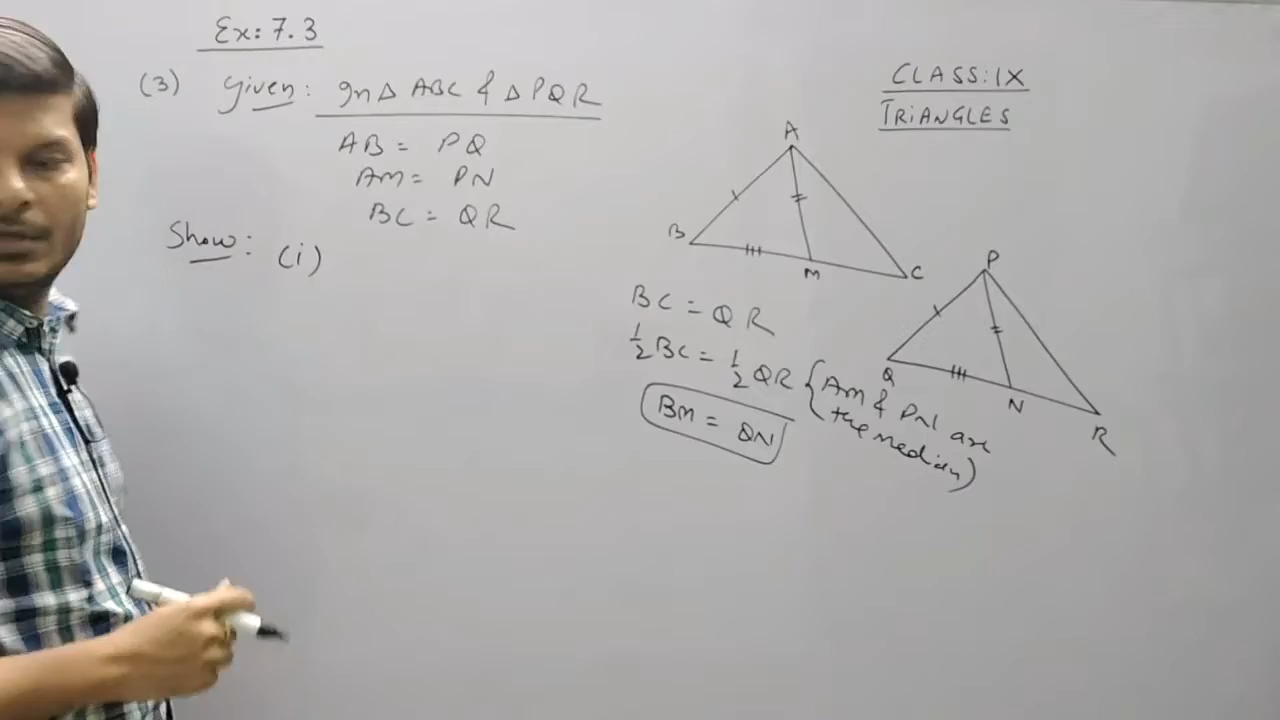 Ex: 7.3
(3) Given: In △ ABC & △ PQR
AB = PQ
AM = PN
BC = QR
Show: (i)
CLASS: IX
TRIANGLES
A
B
M
C
P
Q
N
R
BC = QR
1/2 BC = 1/2 QR {AM & PN are
the median)
BM = QN